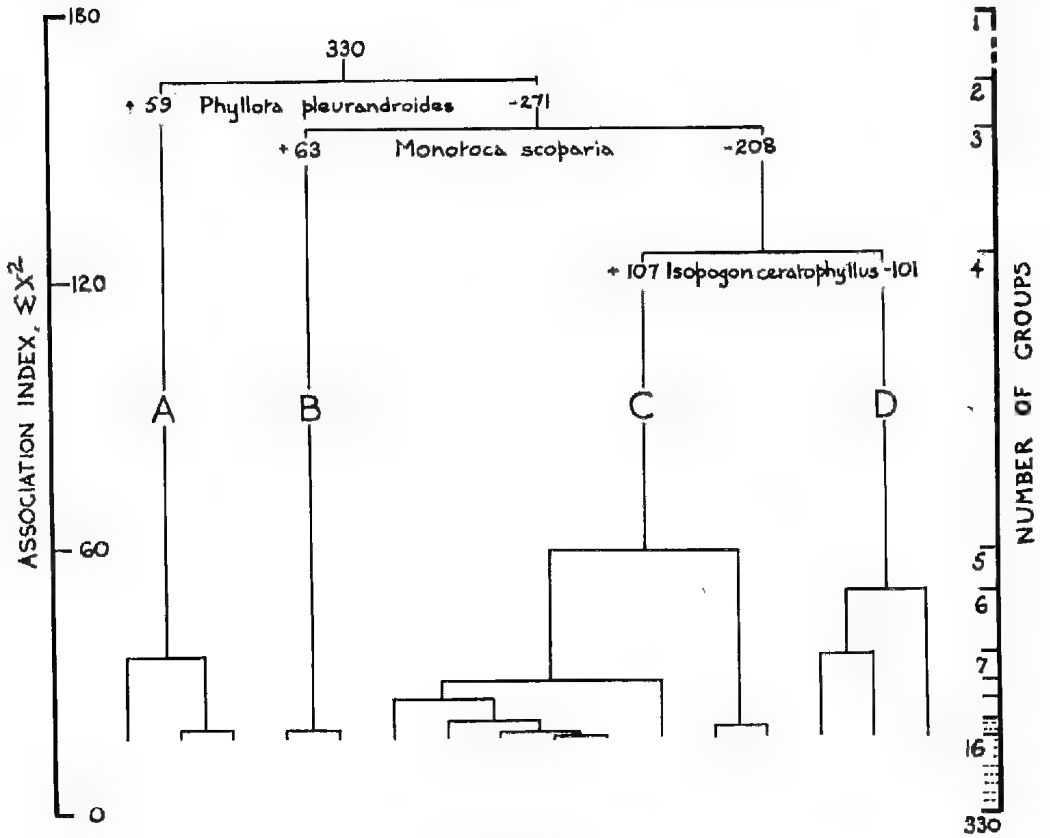 180
1
330
2
+ 59 Phyllota pleurandroides -271
3
+63 Monotoca scoparia -208
4
+ 107 Isopogon ceratophyllus -101
120
ASSOCIATION INDEX, ΣX²
NUMBER OF GROUPS
A B C D
60
5
6
7
16
0
330